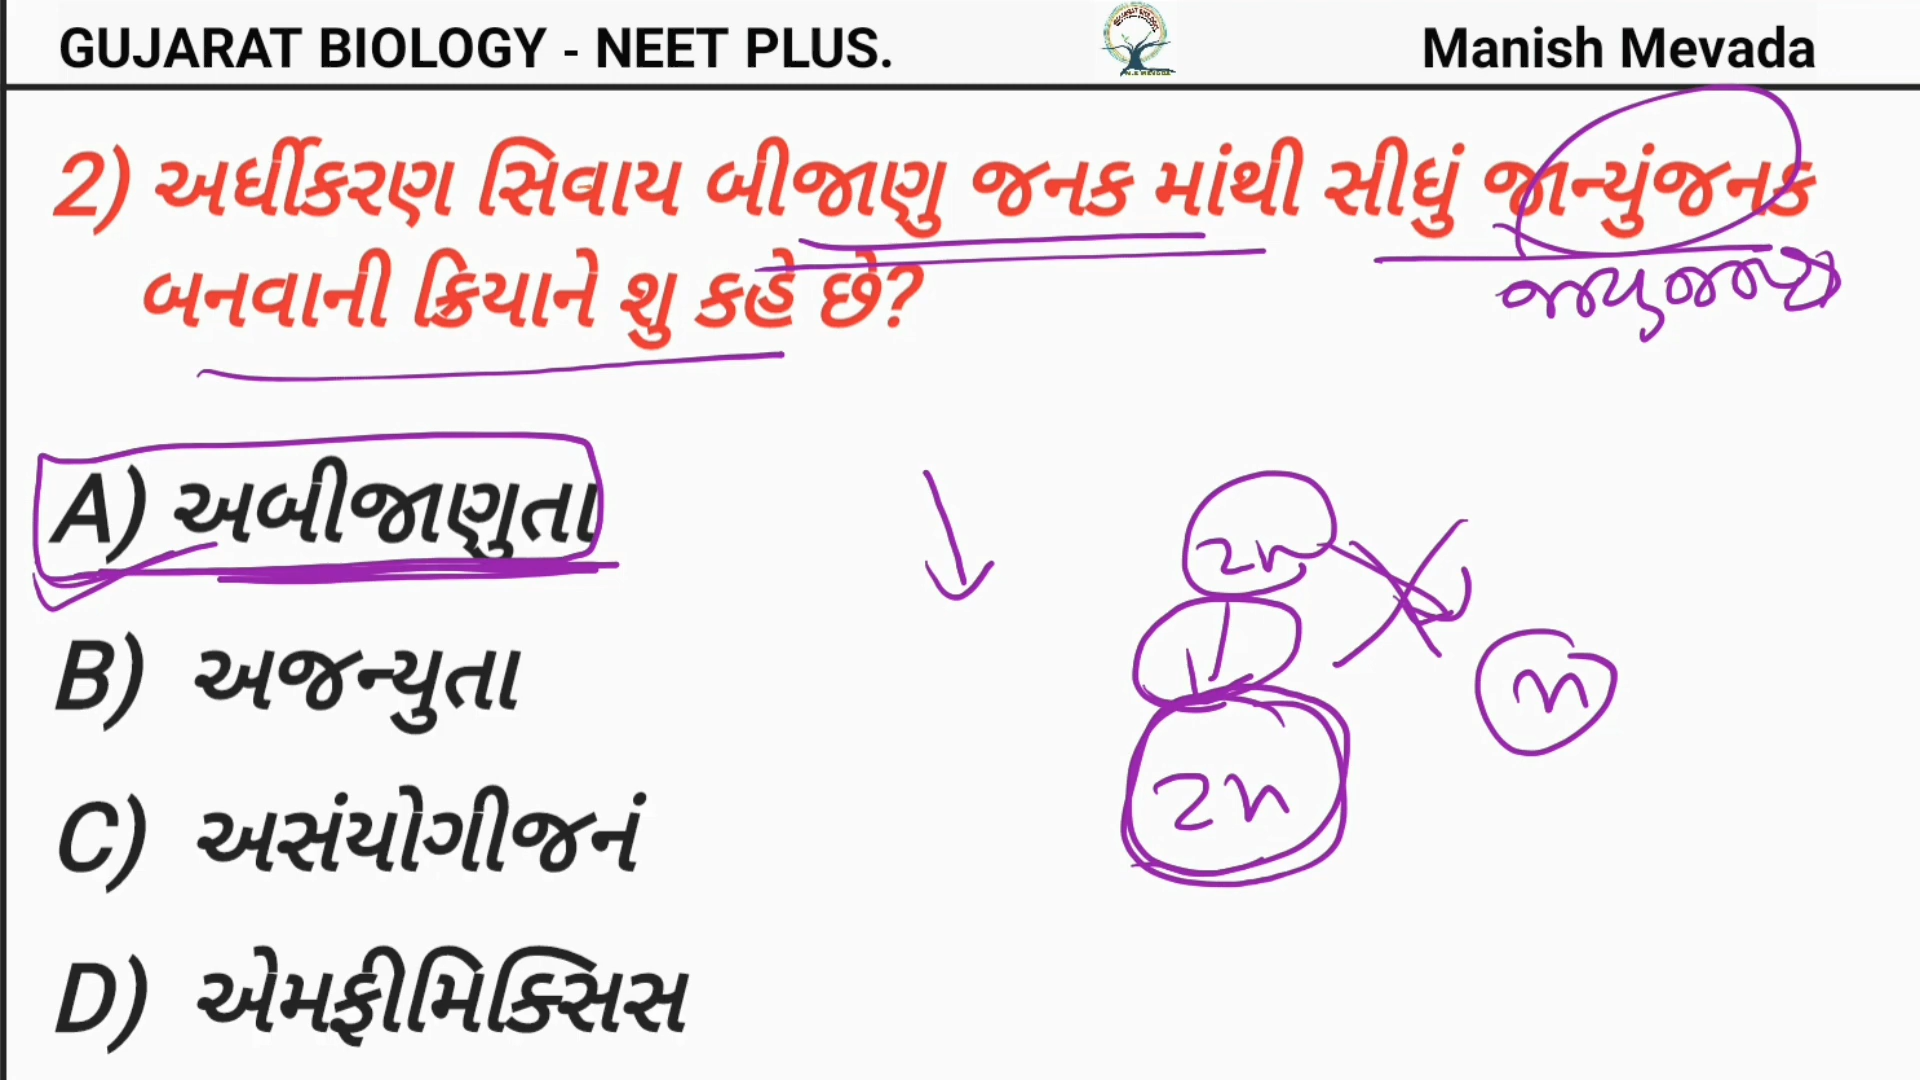 GUJARAT BIOLOGY - NEET PLUS.
Manish Mevada
2) અર્ધીકરણ સિવાય બીજાણુ જનક માંથી સીધું જાન્યુંજનક
બનવાની ક્રિયાને શુ કહે છે?
A) અબીજાણુતા
B) અજન્યુતા
C) અસંયોગીજનં
D) એમફીમિક્સિસ
2n
n
2n